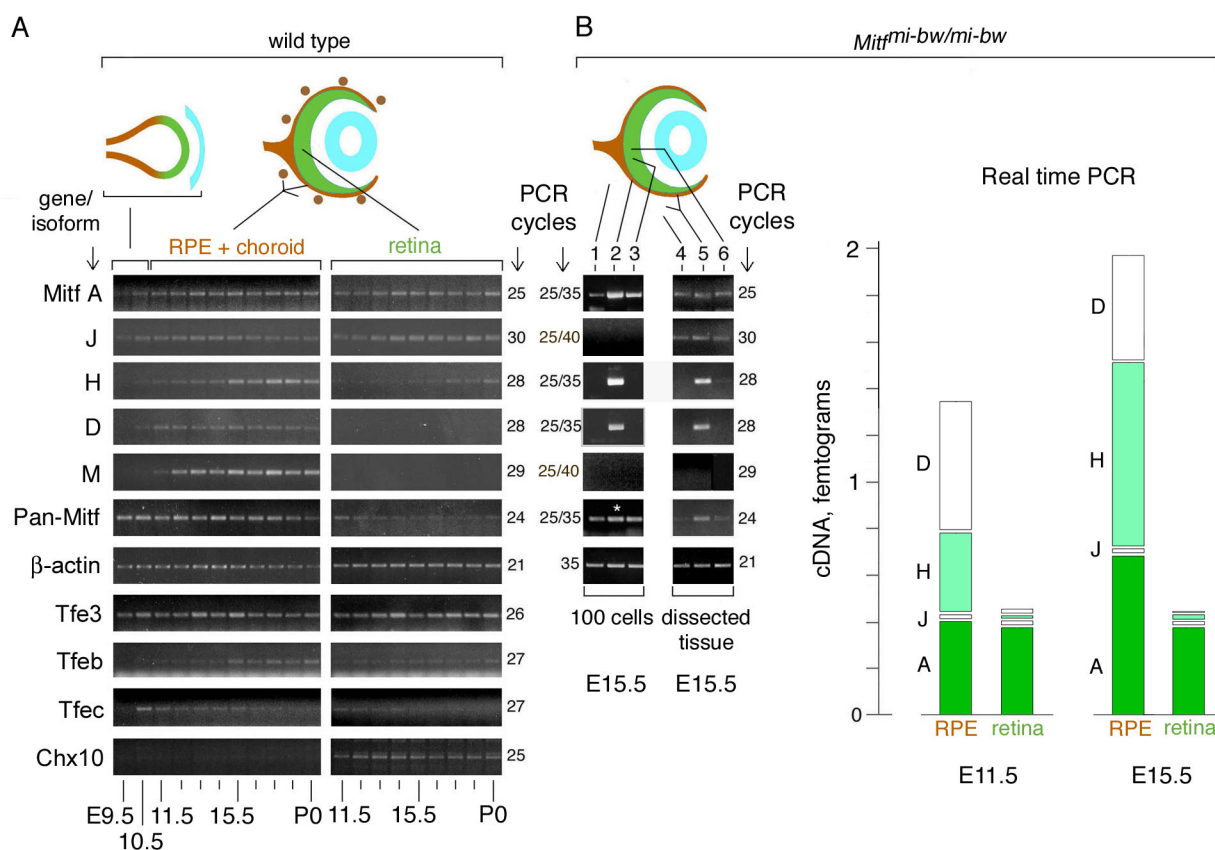 A
wild type
gene/
isoform
RPE + choroid
retina
PCR
cycles
Mitf A
25
J
30
H
28
D
28
M
29
Pan-Mitf
24
β-actin
21
Tfe3
26
Tfeb
27
Tfec
27
Chx10
25
E9.5
10.5
11.5
15.5
P0
11.5
15.5
P0
B
Mitf mi-bw/mi-bw
1 2 3
4 5 6
PCR
cycles
25/35
25
25/40
30
25/35
28
25/35
28
25/40
29
25/35
*
24
35
21
100 cells
dissected
tissue
E15.5
E15.5
Real time PCR
cDNA, femtograms
2
1
0
D
H
J
A
D
H
J
A
RPE
retina
RPE
retina
E11.5
E15.5